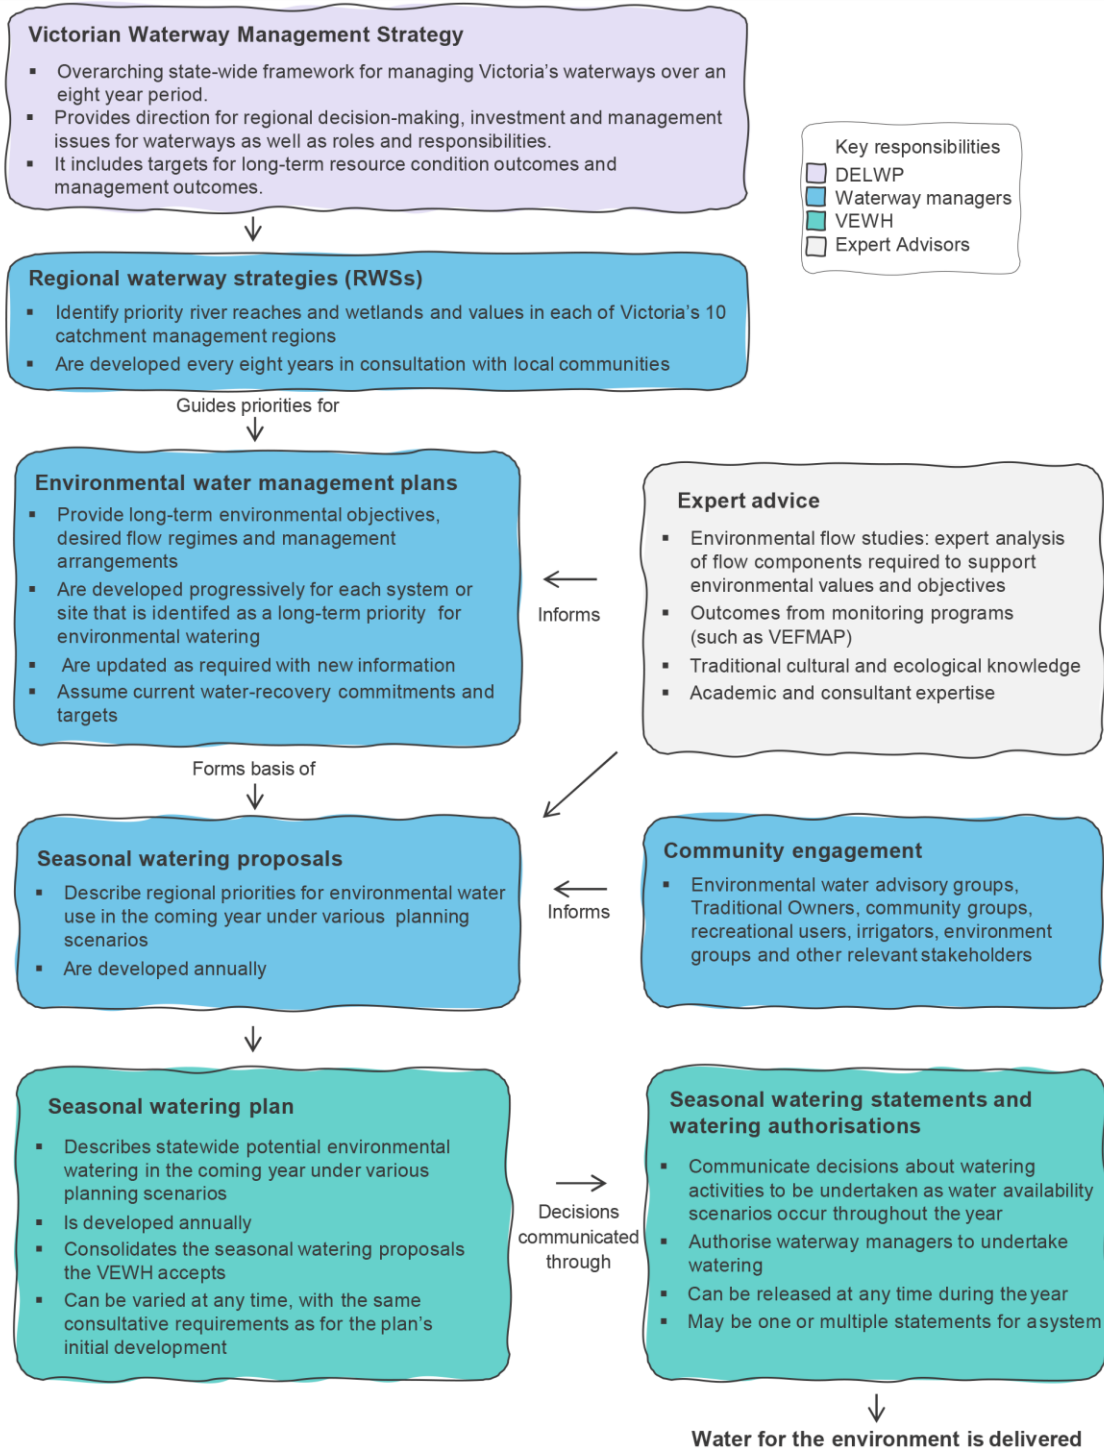 Victorian Waterway Management Strategy
▪ Overarching state-wide framework for managing Victoria's waterways over an
eight year period.
▪ Provides direction for regional decision-making, investment and management
issues for waterways as well as roles and responsibilities.
▪ It includes targets for long-term resource condition outcomes and
management outcomes.
Key responsibilities
DELWP
Waterway managers
VEWH
Expert Advisors
Regional waterway strategies (RWSs)
▪ Identify priority river reaches and wetlands and values in each of Victoria's 10
catchment management regions
▪ Are developed every eight years in consultation with local communities
Guides priorities for
Environmental water management plans
▪ Provide long-term environmental objectives,
desired flow regimes and management
arrangements
▪ Are developed progressively for each system or
site that is identifed as a long-term priority for
environmental watering
▪ Are updated as required with new information
▪ Assume current water-recovery commitments and
targets
Informs
Expert advice
▪ Environmental flow studies: expert analysis
of flow components required to support
environmental values and objectives
▪ Outcomes from monitoring programs
(such as VEFMAP)
▪ Traditional cultural and ecological knowledge
▪ Academic and consultant expertise
Forms basis of
Seasonal watering proposals
▪ Describe regional priorities for environmental water
use in the coming year under various planning
scenarios
▪ Are developed annually
Informs
Community engagement
▪ Environmental water advisory groups,
Traditional Owners, community groups,
recreational users, irrigators, environment
groups and other relevant stakeholders
Seasonal watering plan
▪ Describes statewide potential environmental
watering in the coming year under various
planning scenarios
▪ Is developed annually
▪ Consolidates the seasonal watering proposals
the VEWH accepts
▪ Can be varied at any time, with the same
consultative requirements as for the plan's
initial development
Decisions
communicated
through
Seasonal watering statements and
watering authorisations
▪ Communicate decisions about watering
activities to be undertaken as water availability
scenarios occur throughout the year
▪ Authorise waterway managers to undertake
watering
▪ Can be released at any time during the year
▪ May be one or multiple statements for asystem
Water for the environment is delivered